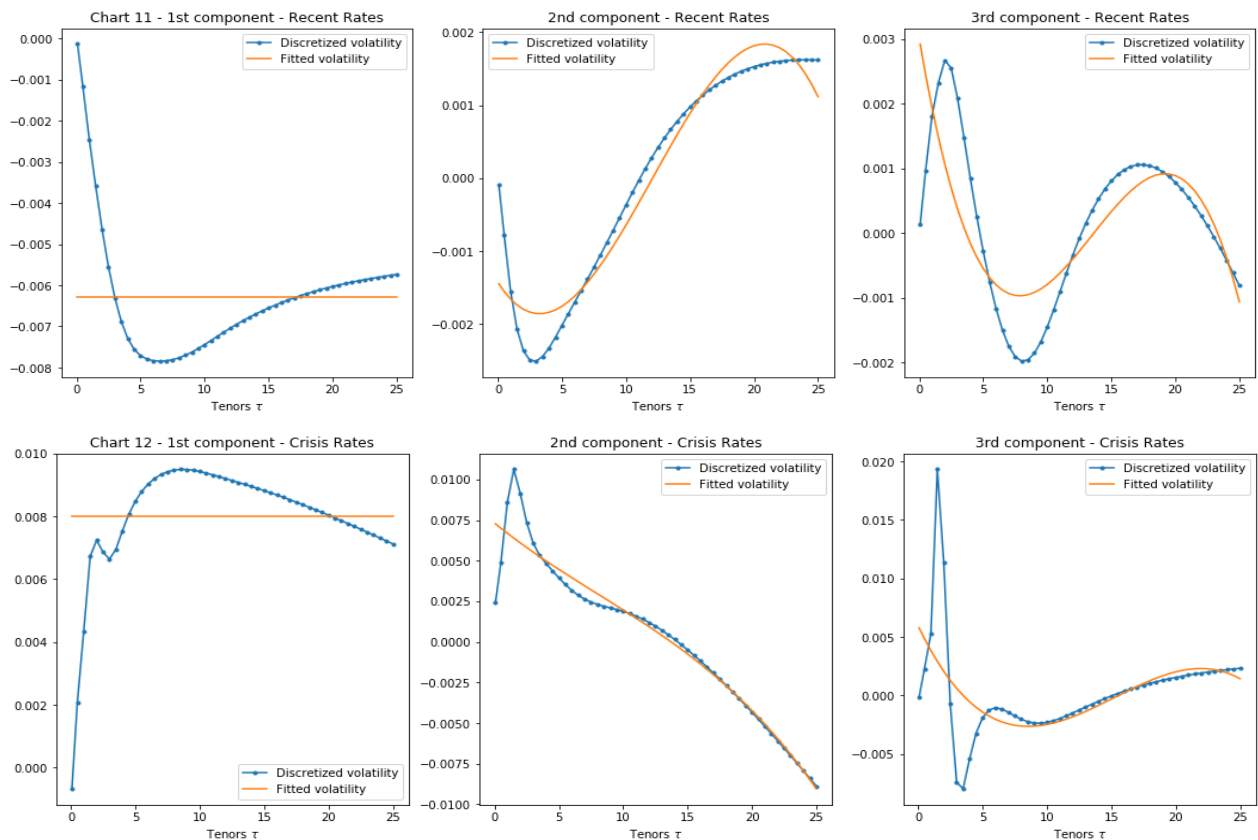 Chart 11 - 1st component - Recent Rates
0.000
−0.001
−0.002
−0.003
−0.004
−0.005
−0.006
−0.007
−0.008
Discretized volatility
Fitted volatility
0 5 10 15 20 25
Tenors τ
2nd component - Recent Rates
0.002
0.001
0.000
−0.001
−0.002
Discretized volatility
Fitted volatility
0 5 10 15 20 25
Tenors τ
3rd component - Recent Rates
0.003
0.002
0.001
0.000
−0.001
−0.002
Discretized volatility
Fitted volatility
0 5 10 15 20 25
Tenors τ
Chart 12 - 1st component - Crisis Rates
0.010
0.008
0.006
0.004
0.002
0.000
Discretized volatility
Fitted volatility
0 5 10 15 20 25
Tenors τ
2nd component - Crisis Rates
0.0100
0.0075
0.0050
0.0025
0.0000
−0.0025
−0.0050
−0.0075
−0.0100
Discretized volatility
Fitted volatility
0 5 10 15 20 25
Tenors τ
3rd component - Crisis Rates
0.020
0.015
0.010
0.005
0.000
−0.005
Discretized volatility
Fitted volatility
0 5 10 15 20 25
Tenors τ